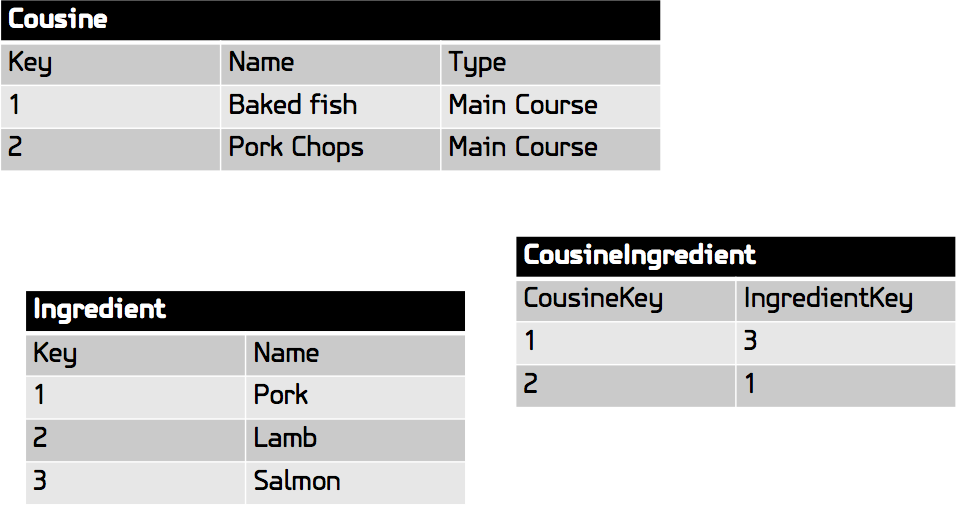 Cousine
Key Name Type
1 Baked fish Main Course
2 Pork Chops Main Course
CousineIngredient
CousineKey IngredientKey
1 3
2 1
Ingredient
Key Name
1 Pork
2 Lamb
3 Salmon